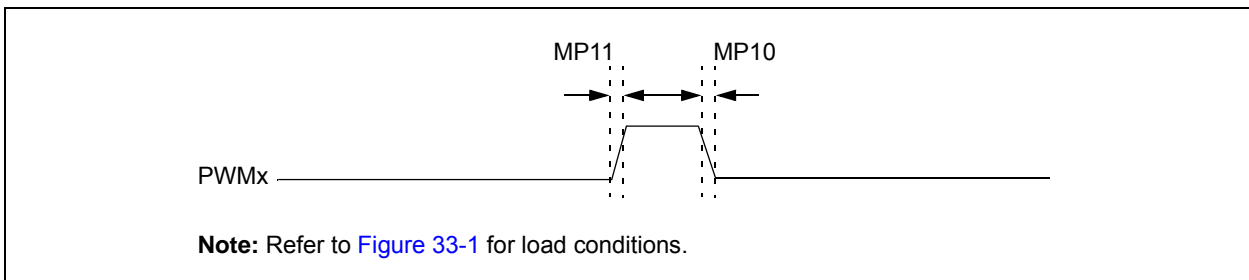 MP11 MP10
PWMx
Note: Refer to Figure 33-1 for load conditions.